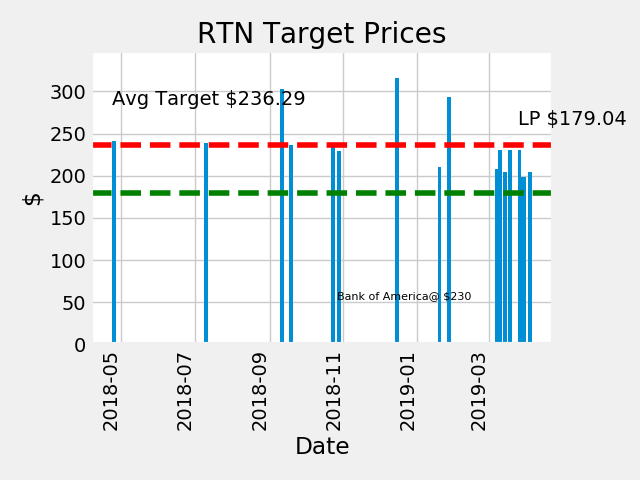 RTN Target Prices
Avg Target $236.29
LP $179.04
Bank of America@ $230
$
300
250
200
150
100
50
0
2018-05
2018-07
2018-09
2018-11
2019-01
2019-03
Date